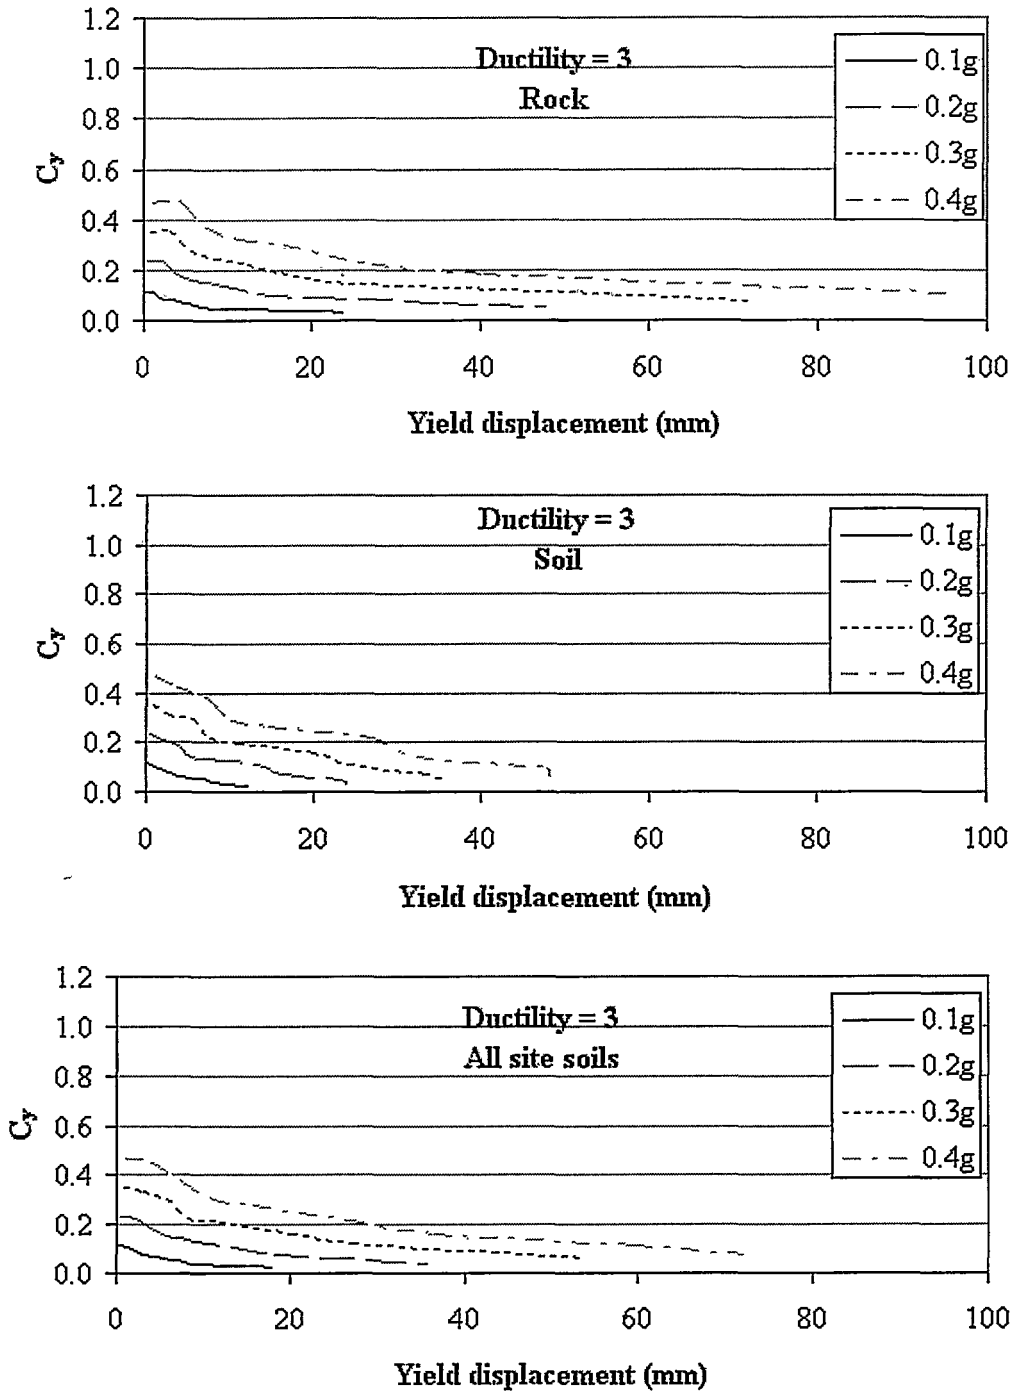 1.2
Ductility = 3
Rock
0.1g
0.2g
0.3g
0.4g
1.0
0.8
0.6
0.4
0.2
0.0
Cy
0 20 40 60 80 100
Yield displacement (mm)
1.2
Ductility = 3
Soil
0.1g
0.2g
0.3g
0.4g
1.0
0.8
0.6
0.4
0.2
0.0
Cy
0 20 40 60 80 100
Yield displacement (mm)
1.2
Ductility = 3
All site soils
0.1g
0.2g
0.3g
0.4g
1.0
0.8
0.6
0.4
0.2
0.0
Cy
0 20 40 60 80 100
Yield displacement (mm)